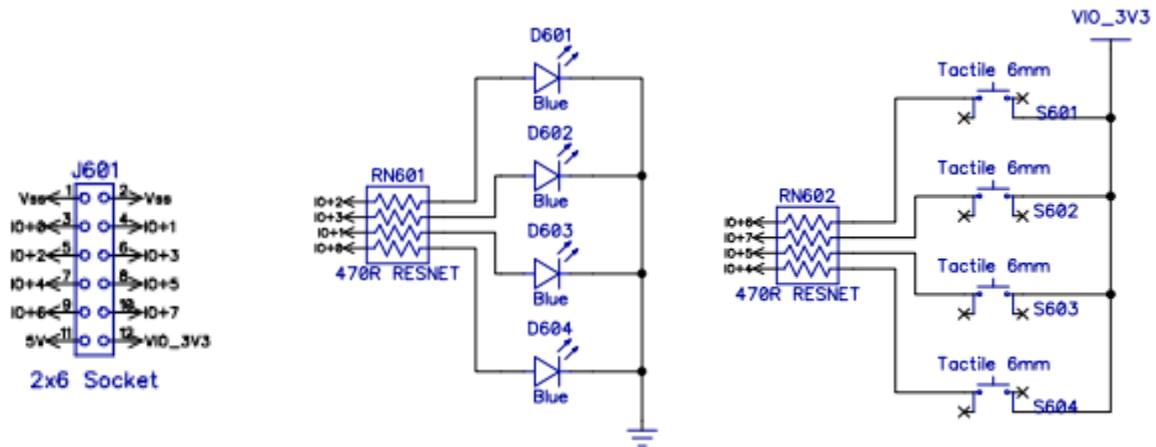 J601
Vss 1 2 Vss
IO+0 3 4 IO+1
IO+2 5 6 IO+3
IO+4 7 8 IO+5
IO+6 9 10 IO+7
5V 11 12 VIO_3V3
2x6 Socket
RN601
IO+2
IO+3
IO+1
IO+0
470R RESNET
D601
Blue
D602
Blue
D603
Blue
D604
Blue
RN602
IO+6
IO+7
IO+5
IO+4
470R RESNET
VIO_3V3
Tactile 6mm
S601
Tactile 6mm
S602
Tactile 6mm
S603
Tactile 6mm
S604